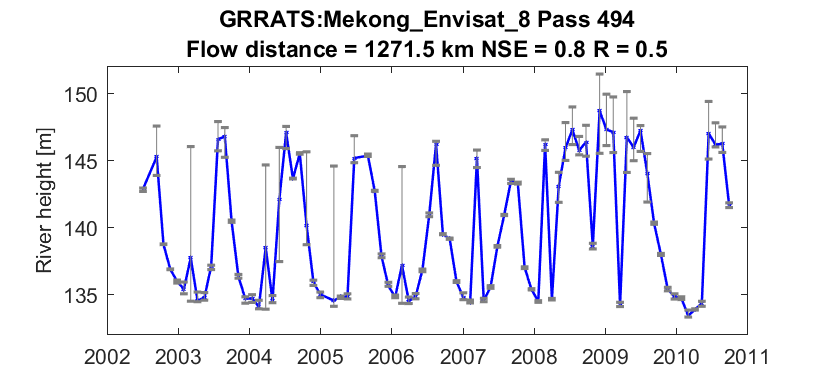 GRRATS:Mekong_Envisat_8 Pass 494
Flow distance = 1271.5 km NSE = 0.8 R = 0.5
River height [m]
150
145
140
135
2002 2003 2004 2005 2006 2007 2008 2009 2010 2011